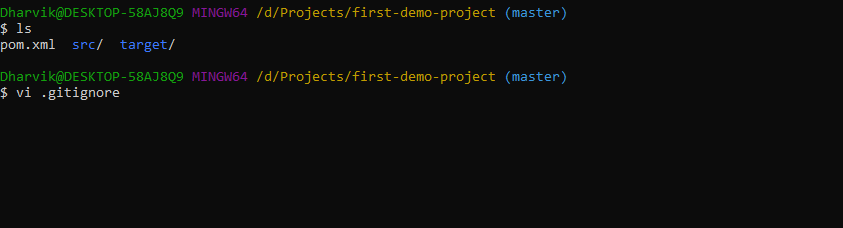 Dharvik@DESKTOP-58AJ8Q9 MINGW64 /d/Projects/first-demo-project (master)
$ ls
pom.xml  src/  target/
Dharvik@DESKTOP-58AJ8Q9 MINGW64 /d/Projects/first-demo-project (master)
$ vi .gitignore